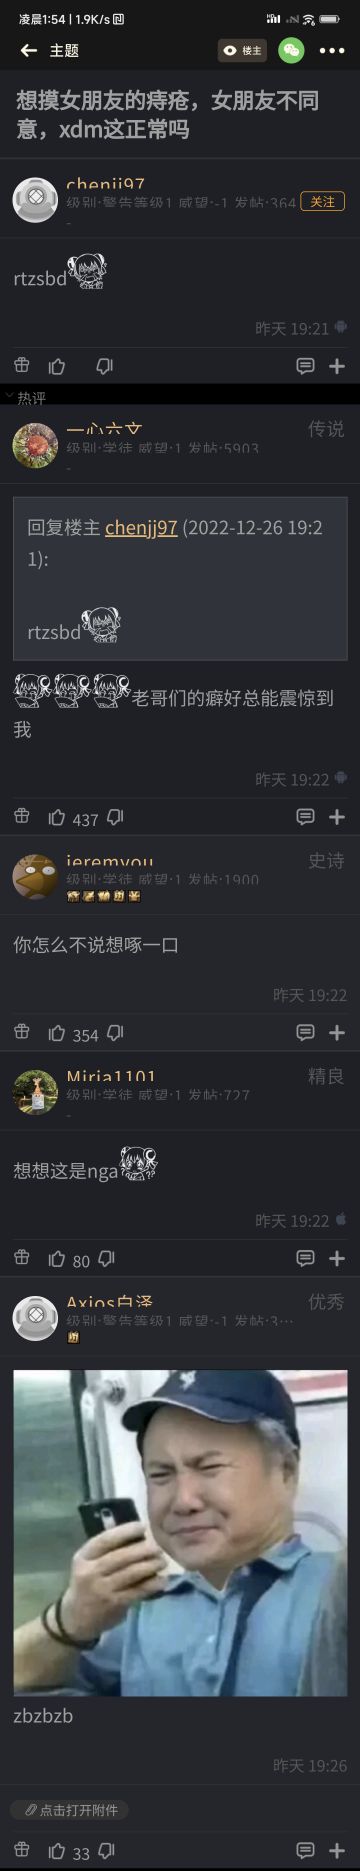 凌晨1:54 | 1.9K/s
主题
楼主
想摸女朋友的痔疮，女朋友不同
意，xdm这正常吗
chenjj97
级别:警告等级1 威望:-1 发帖:364
关注
-
rtzsbd
昨天 19:21
热评
一心六文
传说
级别:学徒 威望:1 发帖:5903
-
回复楼主 chenjj97 (2022-12-26 19:2
1):
rtzsbd
老哥们的癖好总能震惊到
我
昨天 19:22
437
jeremyou
史诗
级别:学徒 威望:1 发帖:1900
你怎么不说想啄一口
昨天 19:22
354
Miria1101
精良
级别:学徒 威望:1 发帖:727
-
想想这是nga
昨天 19:22
80
Axios白泽
优秀
级别:警告等级1 威望:-1 发帖:3…
zbzbzb
昨天 19:26
点击打开附件
33